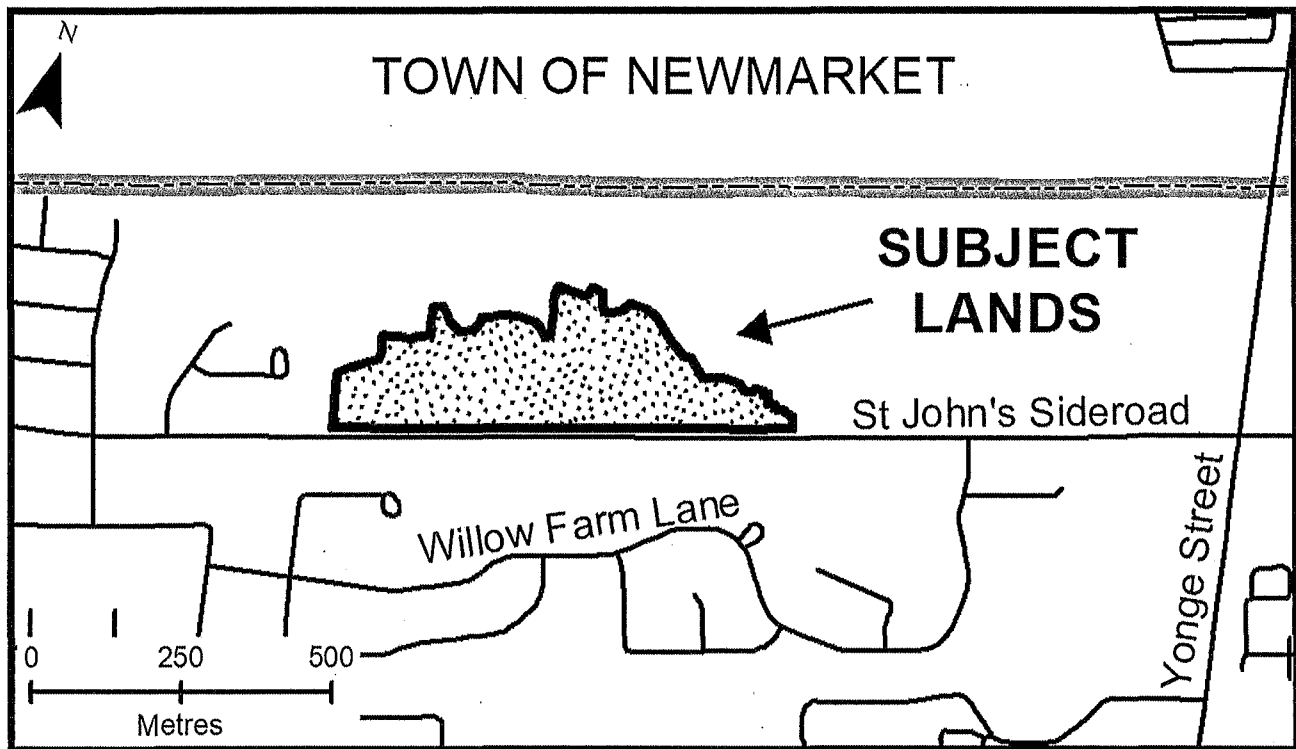 N
TOWN OF NEWMARKET
SUBJECT
LANDS
St John's Sideroad
Willow Farm Lane
Yonge Street
0 250 500
Metres